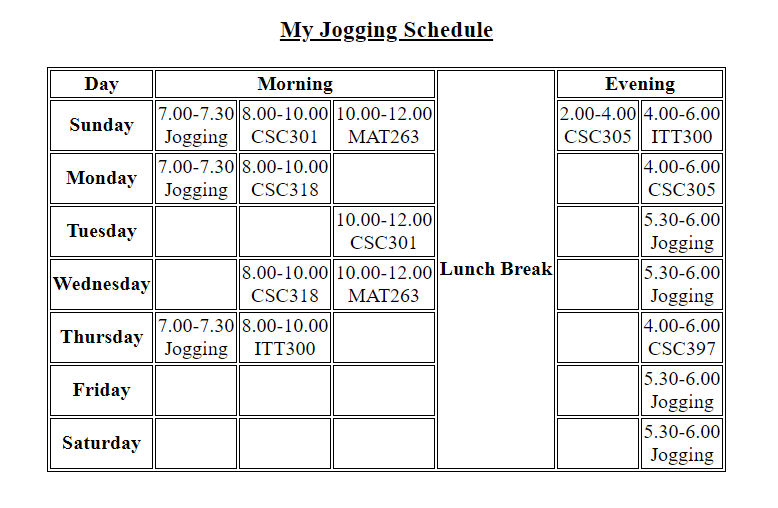 My Jogging Schedule
Day Morning Lunch Break Evening
Sunday 7.00-7.30 8.00-10.00 10.00-12.00 2.00-4.00 4.00-6.00
Jogging CSC301 MAT263 CSC305 ITT300
Monday 7.00-7.30 8.00-10.00 4.00-6.00
Jogging CSC318 CSC305
Tuesday 10.00-12.00 5.30-6.00
CSC301 Jogging
Wednesday 8.00-10.00 10.00-12.00 5.30-6.00
CSC318 MAT263 Jogging
Thursday 7.00-7.30 8.00-10.00 4.00-6.00
Jogging ITT300 CSC397
Friday 5.30-6.00
Jogging
Saturday 5.30-6.00
Jogging